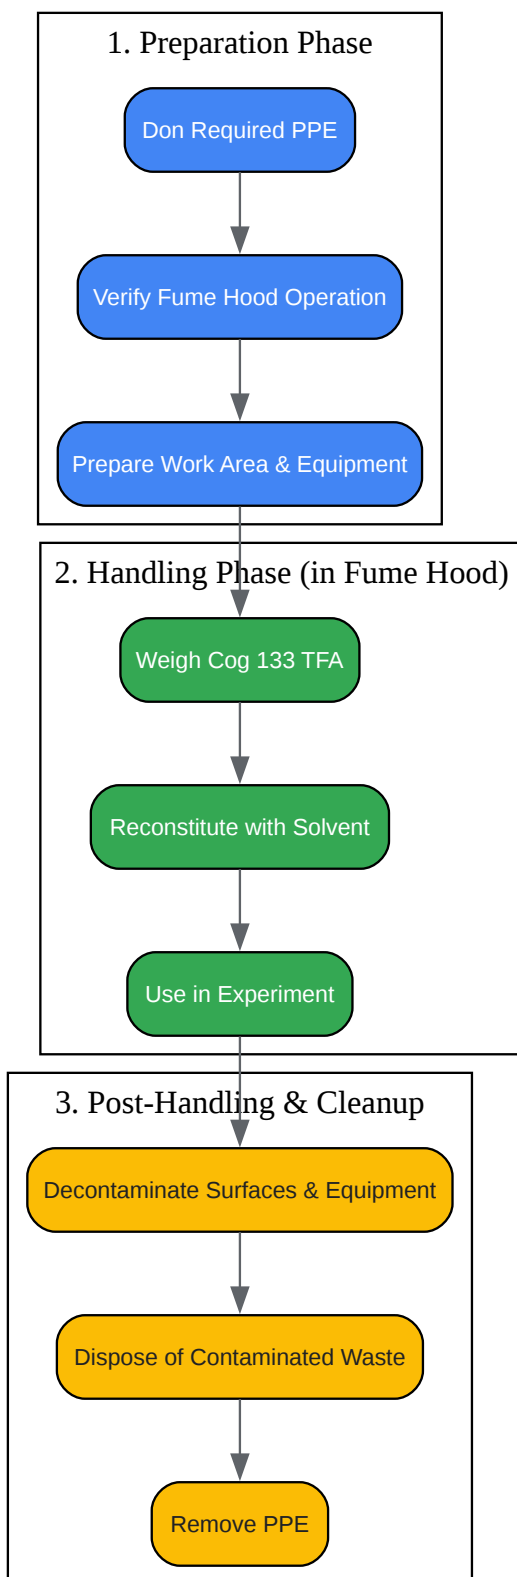 1. Preparation Phase
Don Required PPE
Verify Fume Hood Operation
Prepare Work Area & Equipment
2. Handling Phase (in Fume Hood)
Weigh Cog 133 TFA
Reconstitute with Solvent
Use in Experiment
3. Post-Handling & Cleanup
Decontaminate Surfaces & Equipment
Dispose of Contaminated Waste
Remove PPE